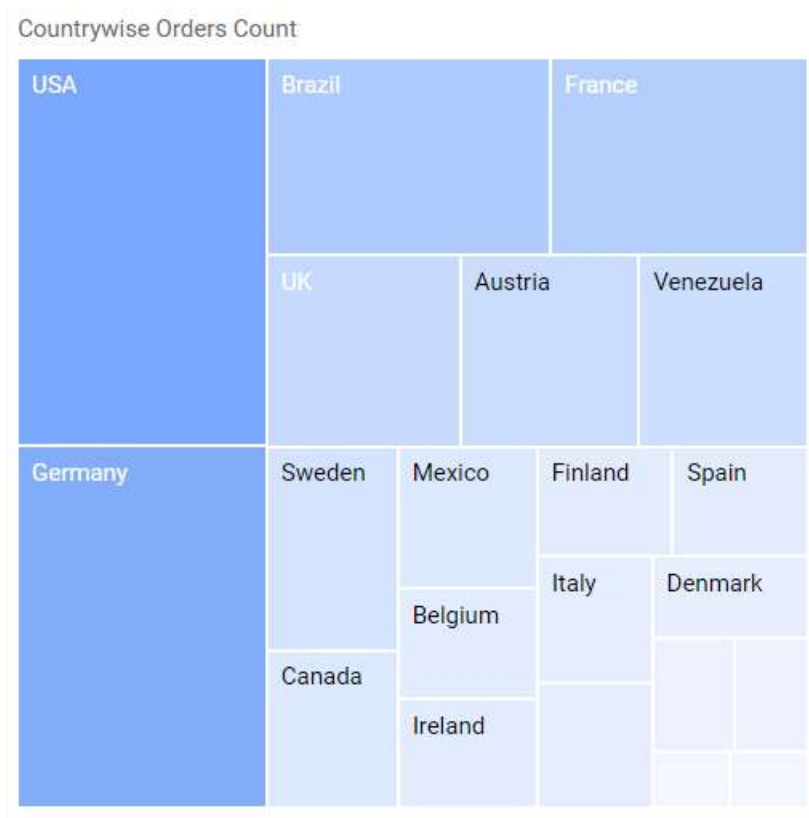 Countrywise Orders Count
USA
Brazil
France
UK
Austria
Venezuela
Germany
Sweden
Mexico
Finland
Spain
Italy
Denmark
Belgium
Canada
Ireland